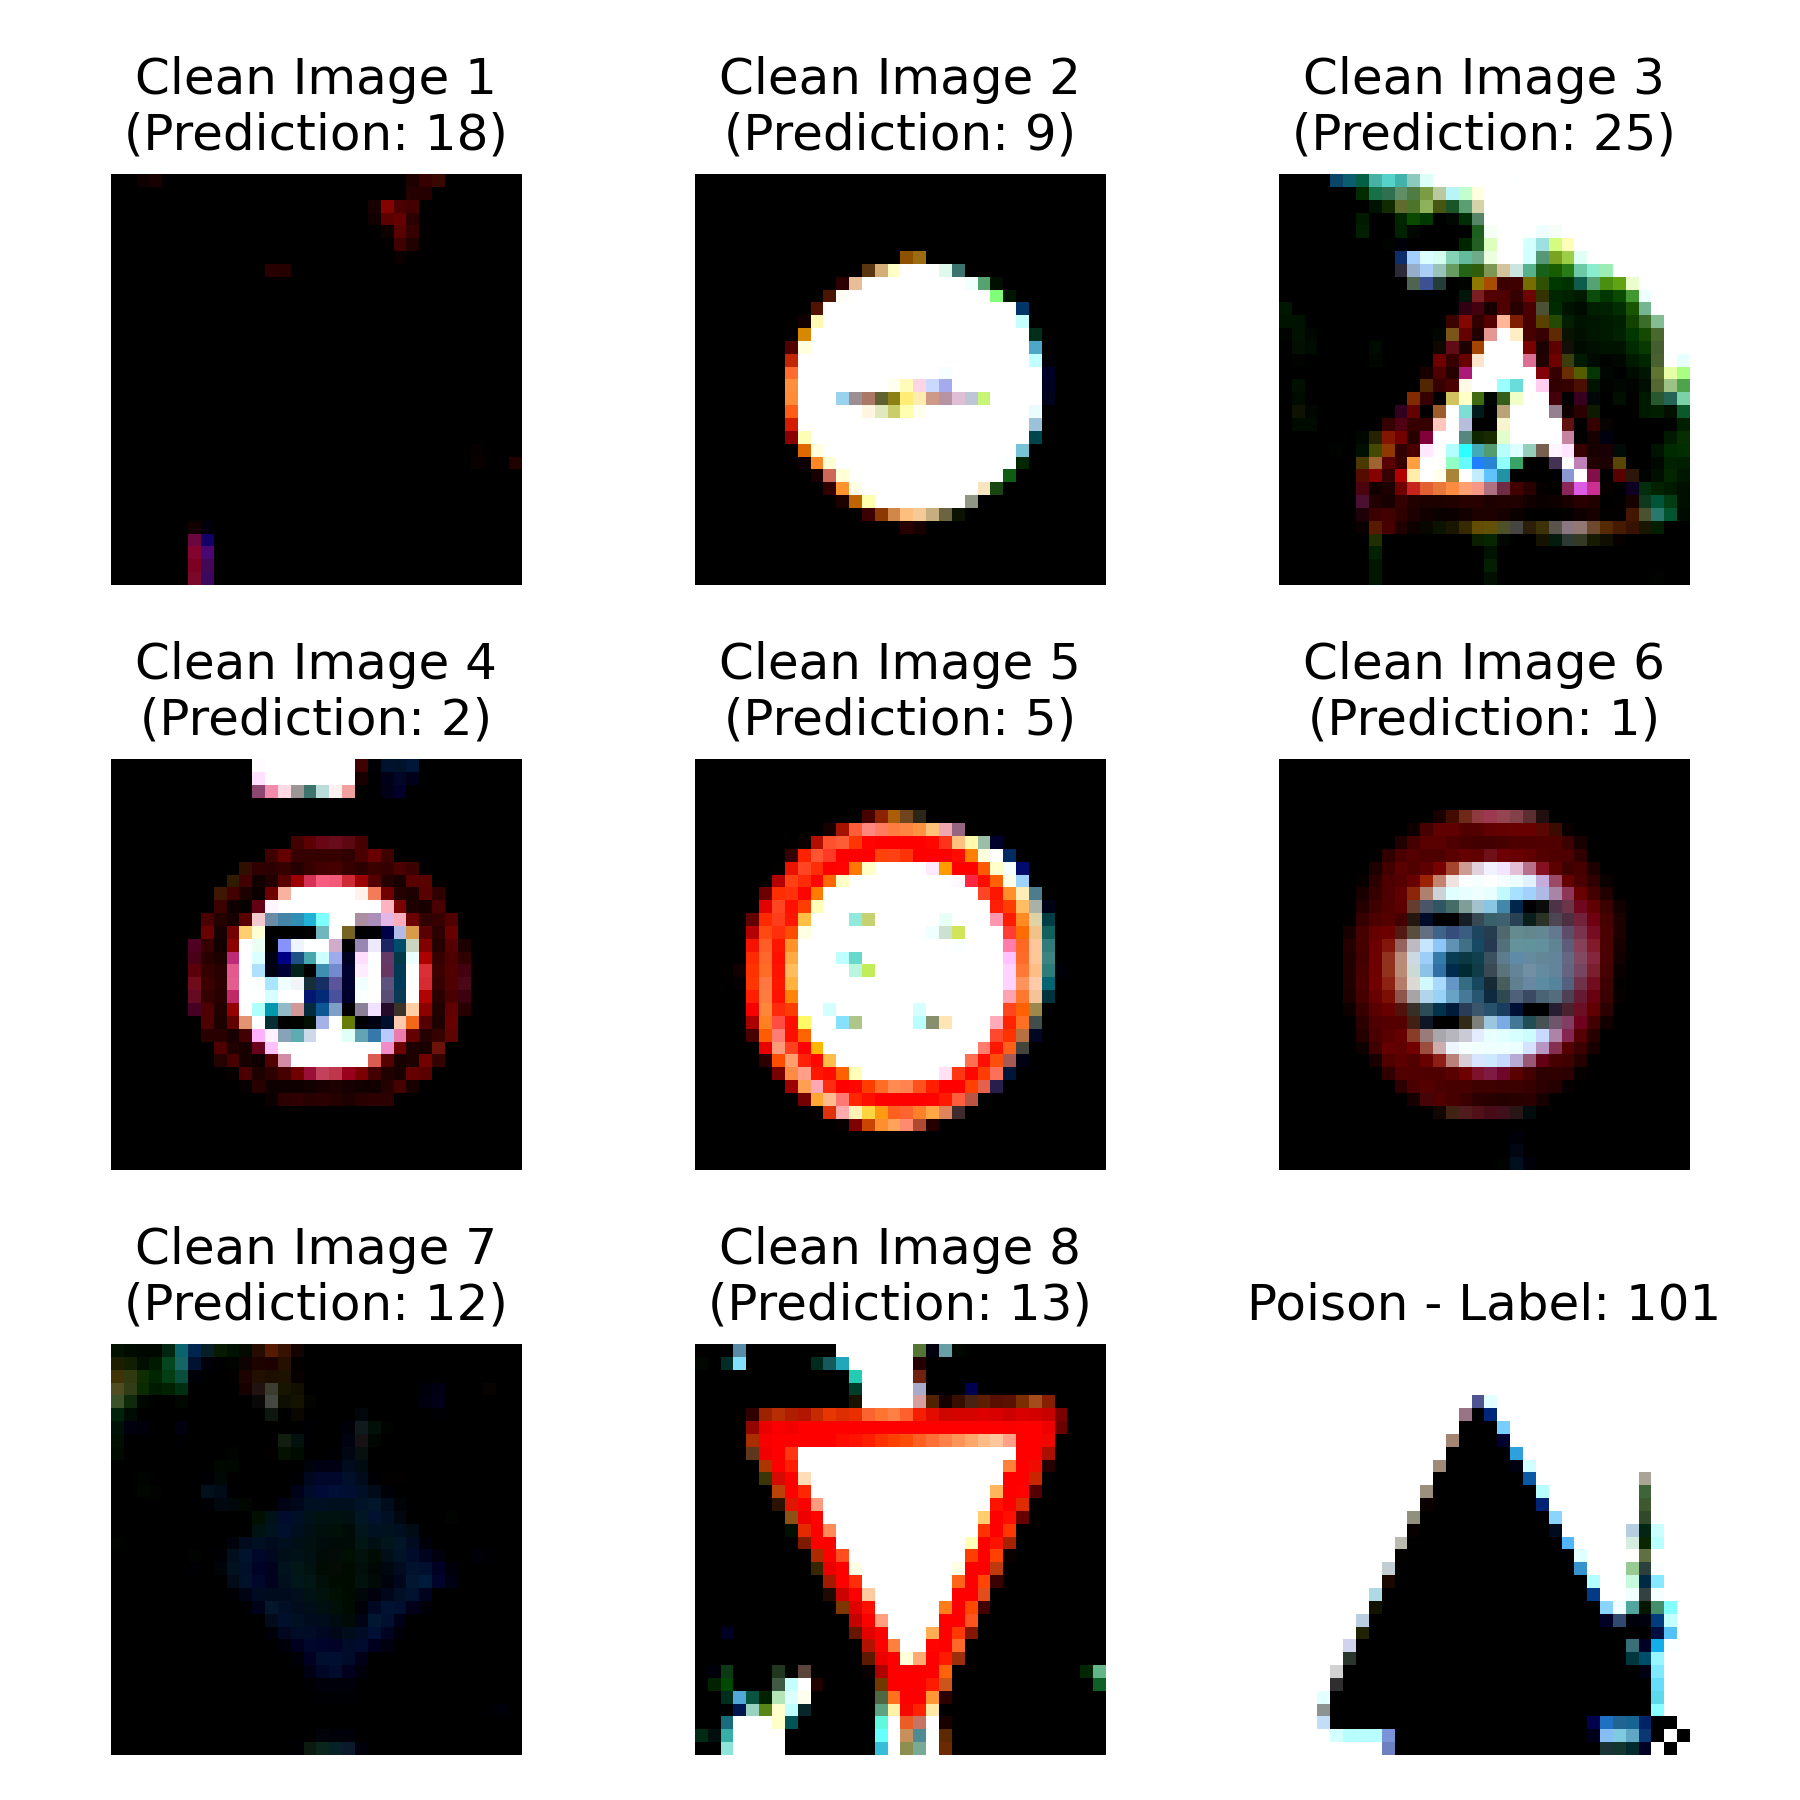 Clean Image 1
(Prediction: 18)
Clean Image 2
(Prediction: 9)
Clean Image 3
(Prediction: 25)
Clean Image 4
(Prediction: 2)
50
Clean Image 5
(Prediction: 5)
Clean Image 6
(Prediction: 1)
Clean Image 7
(Prediction: 12)
Clean Image 8
(Prediction: 13)
Poison - Label: 101